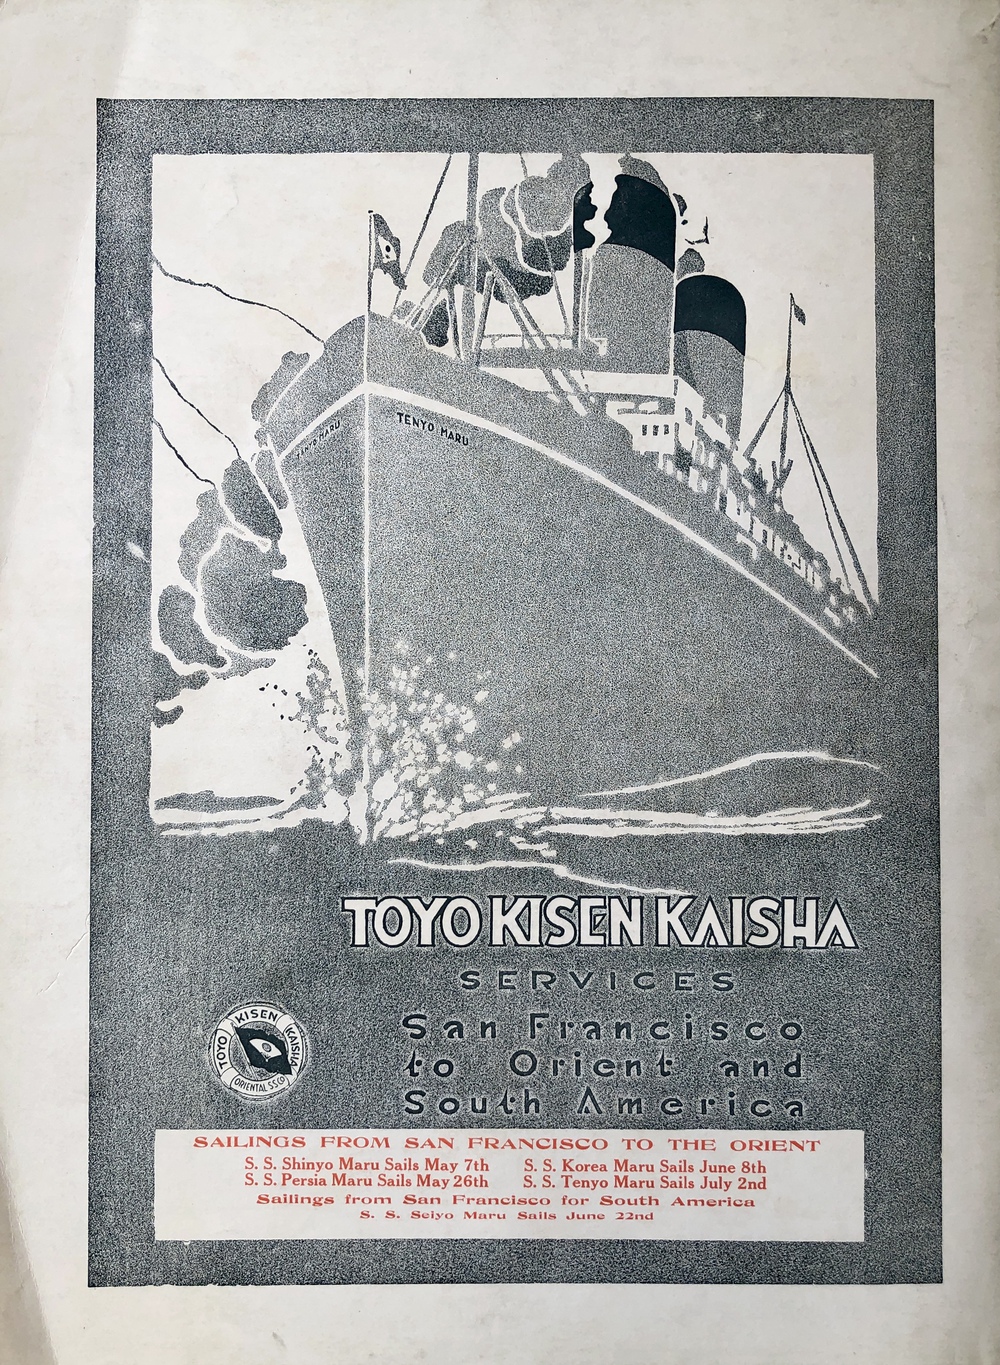 TENYO MARU
TENYO MARU
TOYO KISEN KAISHA
SERVICES
San Francisco
to Orient and
South America
TOYO KISEN KAISHA
ORIENTAL S.S.CO
SAILINGS FROM SAN FRANCISCO TO THE ORIENT
S. S. Shinyo Maru Sails May 7th S. S. Korea Maru Sails June 8th
S. S. Persia Maru Sails May 26th S. S. Tenyo Maru Sails July 2nd
Sailings from San Francisco for South America
S. S. Seiyo Maru Sails June 22nd